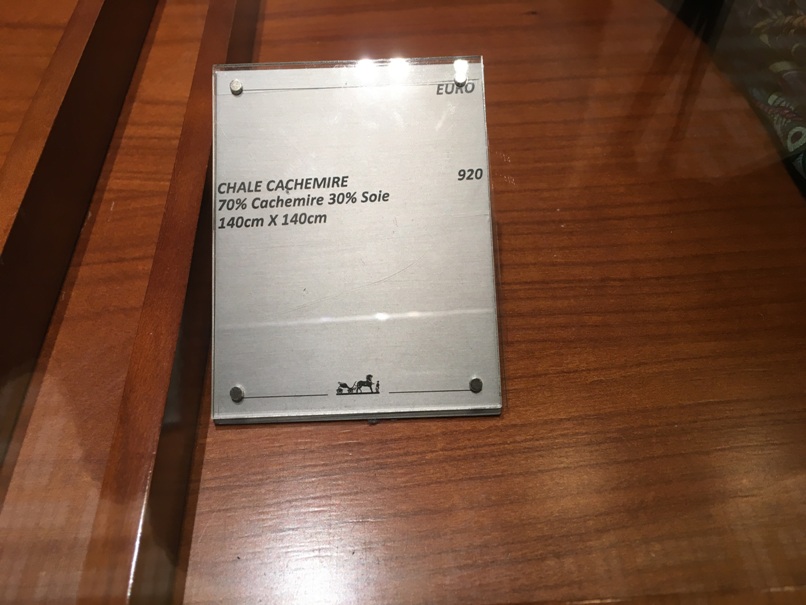 EURO
CHALE CACHEMIRE 920
70% Cachemire 30% Soie
140cm X 140cm